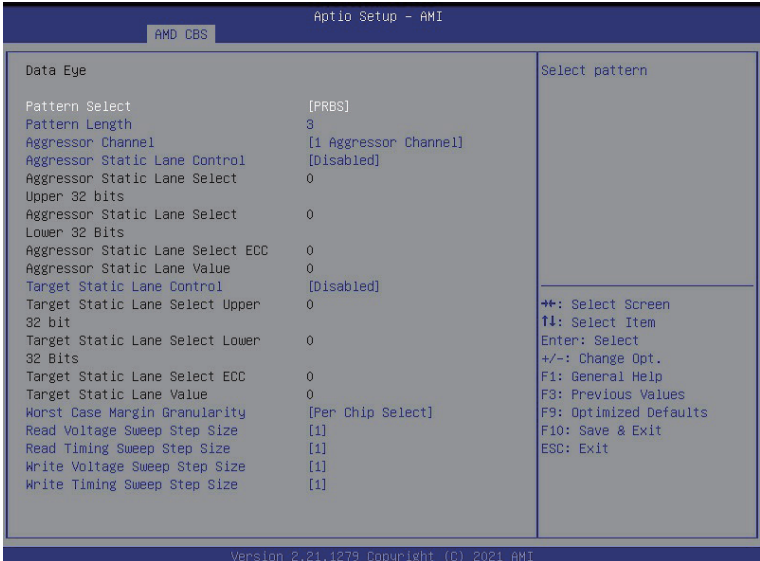 Aptio Setup – AMI
AMD CBS
Data Eye
Select pattern
Pattern Select [PRBS]
Pattern Length 3
Aggressor Channel [1 Aggressor Channel]
Aggressor Static Lane Control [Disabled]
Aggressor Static Lane Select 0
Upper 32 bits
Aggressor Static Lane Select 0
Lower 32 Bits
Aggressor Static Lane Select ECC 0
Aggressor Static Lane Value 0
Target Static Lane Control [Disabled]
Target Static Lane Select Upper 0
32 bit
Target Static Lane Select Lower 0
32 Bits
Target Static Lane Select ECC 0
Target Static Lane Value 0
Worst Case Margin Granularity [Per Chip Select]
Read Voltage Sweep Step Size [1]
Read Timing Sweep Step Size [1]
Write Voltage Sweep Step Size [1]
Write Timing Sweep Step Size [1]
→←: Select Screen
↑↓: Select Item
Enter: Select
+/-: Change Opt.
F1: General Help
F3: Previous Values
F9: Optimized Defaults
F10: Save & Exit
ESC: Exit
Version 2.21.1279 Copyright (C) 2021 AMI